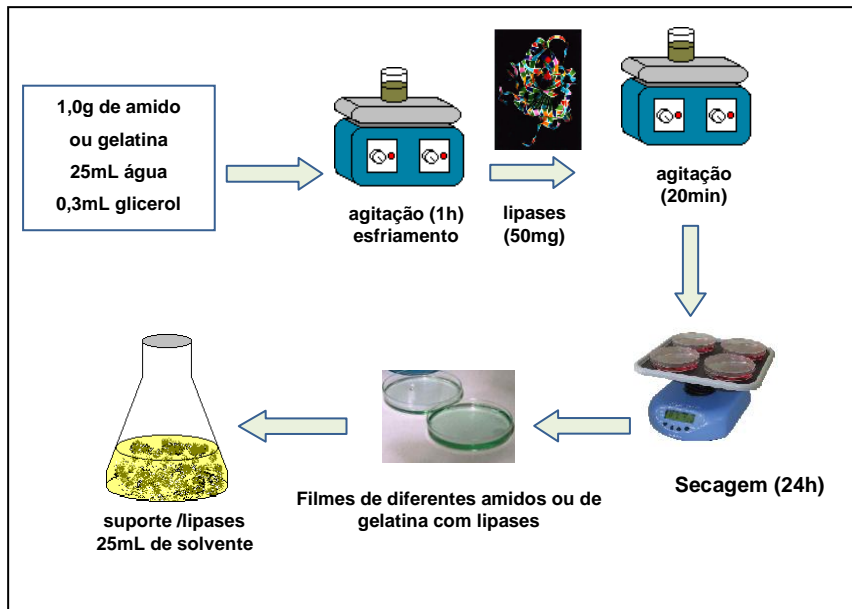 1,0g de amido
ou gelatina
25mL água
0,3mL glicerol
agitação (1h)
esfriamento
lipases
(50mg)
agitação
(20min)
Secagem (24h)
Filmes de diferentes amidos ou de
gelatina com lipases
suporte /lipases
25mL de solvente